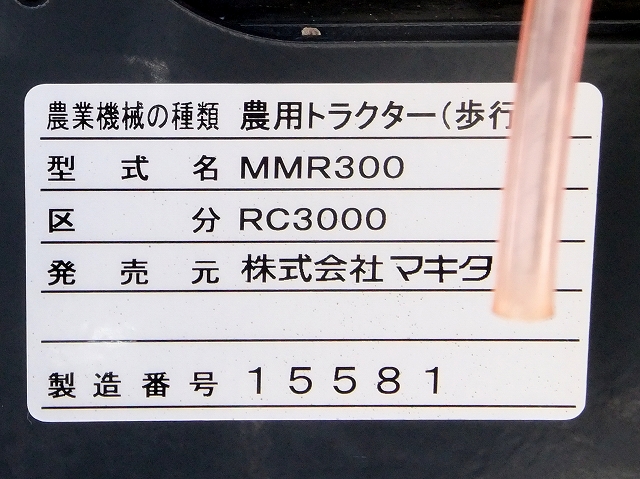 農業機械の種類 農用トラクター(歩行
型式名 MMR300
区分 RC3000
発売元 株式会社マキタ
製造番号 15581